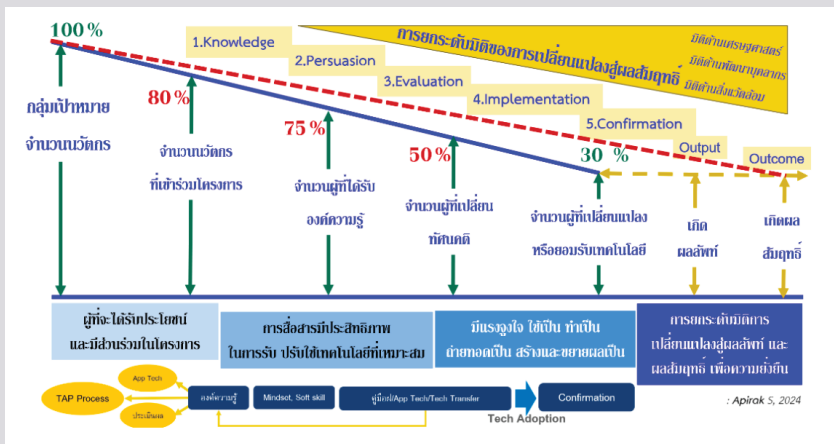 100%
1.Knowledge
การยกระดับมิติของการเปลี่ยนแปลงสู่ผลสัมฤทธิ์
มิติด้านเศรษฐศาสตร์
มิติด้านพัฒนาบุคลากร
มิติด้านสิ่งแวดล้อม
2.Persuasion
3.Evaluation
4.Implementation
5.Confirmation
Output
Outcome
80%
75%
50%
30 %
กลุ่มเป้าหมาย
จำนวนนวัตกร
จำนวนนวัตกร
ที่เข้าร่วมโครงการ
จำนวนผู้ที่ได้รับ
องค์ความรู้
จำนวนผู้ที่เปลี่ยน
ทัศนคติ
จำนวนผู้ที่เปลี่ยนแปลง
หรือยอมรับเทคโนโลยี
เกิด
ผลลัพท์
เกิดผล
สัมฤทธิ์
ผู้ที่จะได้รับประโยชน์
และมีส่วนร่วมในโครงการ
การสื่อสารมีประสิทธิภาพ
ในการรับ ปรับใช้เทคโนโลยีที่เหมาะสม
มีแรงจูงใจ ใช้เป็น ทำเป็น
ถ่ายทอดเป็น สร้างและขยายผลเป็น
การยกระดับมิติการ
เปลี่ยนแปลงสู่ผลลัพท์ และ
ผลสัมฤทธิ์ เพื่อความยั่งยืน
App Tech
TAP Process
ประเมินผล
องค์ความรู้
Mindset, Soft skill
คู่มือป/App Tech/Tech Transfer
Confirmation
Tech Adoption
: Apirak S, 2024